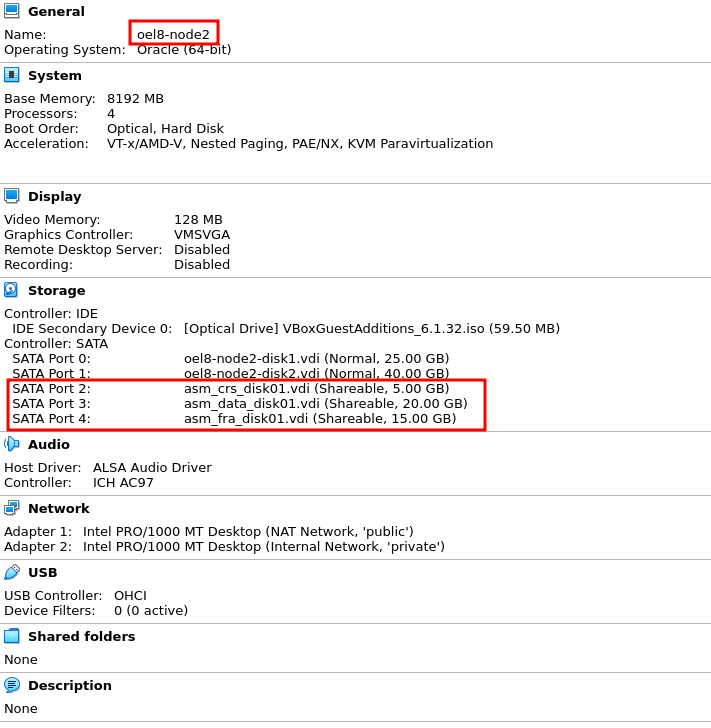 General
Name: oel8-node2
Operating System: Oracle (64-bit)
System
Base Memory: 8192 MB
Processors: 4
Boot Order: Optical, Hard Disk
Acceleration: VT-x/AMD-V, Nested Paging, PAE/NX, KVM Paravirtualization
Display
Video Memory: 128 MB
Graphics Controller: VMSVGA
Remote Desktop Server: Disabled
Recording: Disabled
Storage
Controller: IDE
IDE Secondary Device 0: [Optical Drive] VBoxGuestAdditions_6.1.32.iso (59.50 MB)
Controller: SATA
SATA Port 0: oel8-node2-disk1.vdi (Normal, 25.00 GB)
SATA Port 1: oel8-node2-disk2.vdi (Normal, 40.00 GB)
SATA Port 2: asm_crs_disk01.vdi (Shareable, 5.00 GB)
SATA Port 3: asm_data_disk01.vdi (Shareable, 20.00 GB)
SATA Port 4: asm_fra_disk01.vdi (Shareable, 15.00 GB)
Audio
Host Driver: ALSA Audio Driver
Controller: ICH AC97
Network
Adapter 1: Intel PRO/1000 MT Desktop (NAT Network, 'public')
Adapter 2: Intel PRO/1000 MT Desktop (Internal Network, 'private')
USB
USB Controller: OHCI
Device Filters: 0 (0 active)
Shared folders
None
Description
None